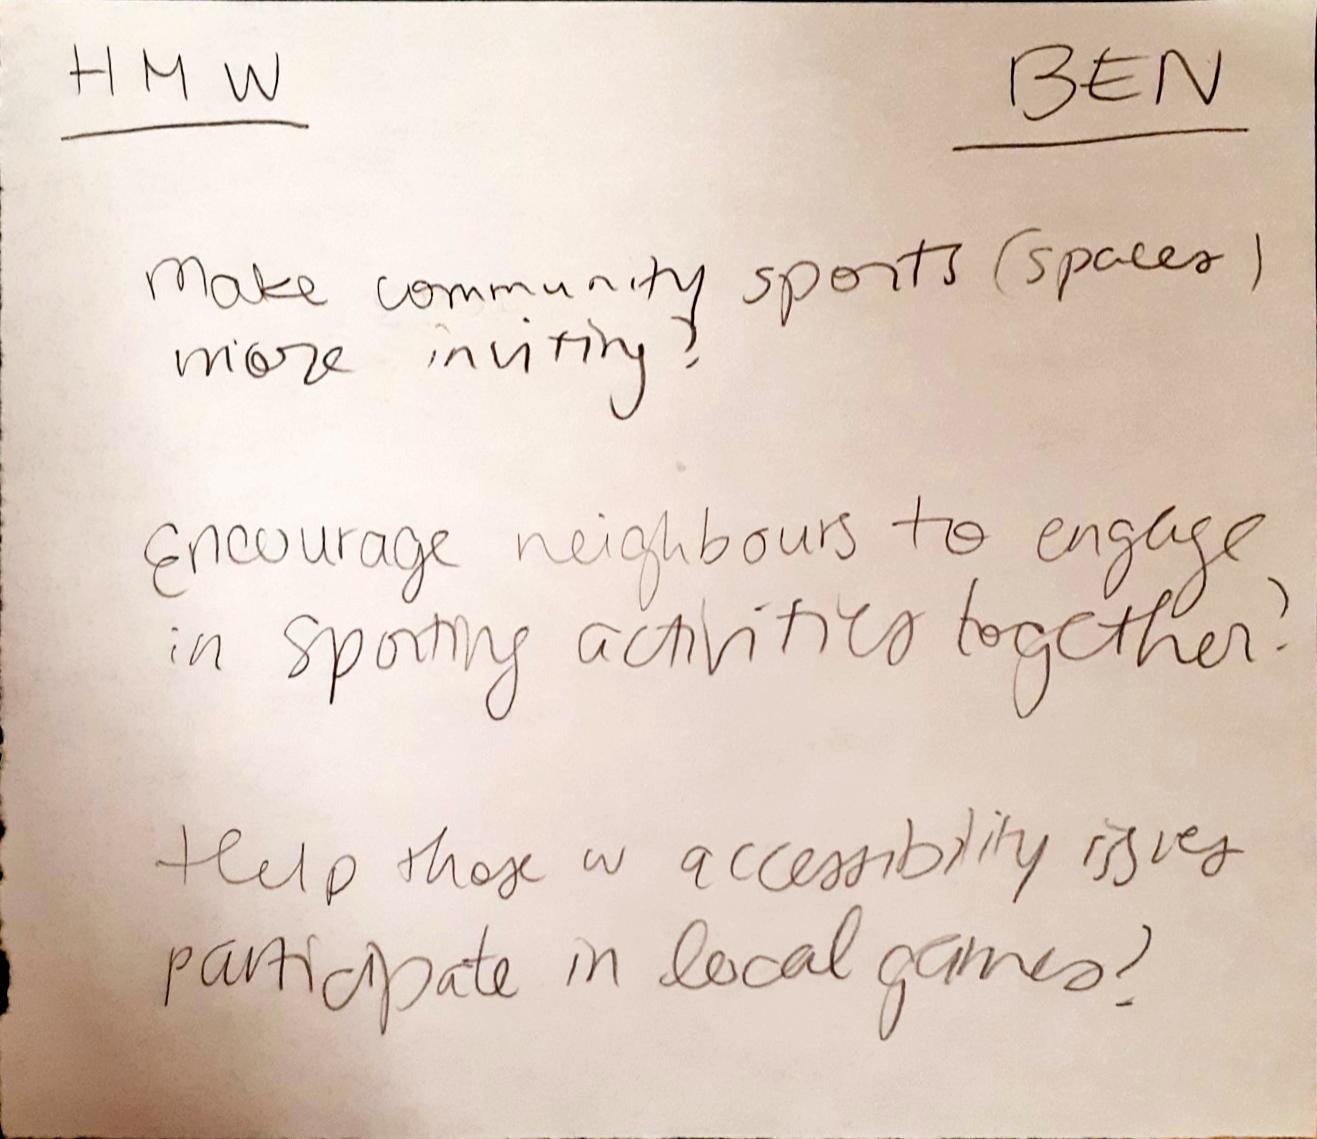 HMW BEN
Make community sports (spaces)
more inviting?
Encourage neighbours to engage
in sporting activities together?
Help those w accessibility issues
participate in local games?